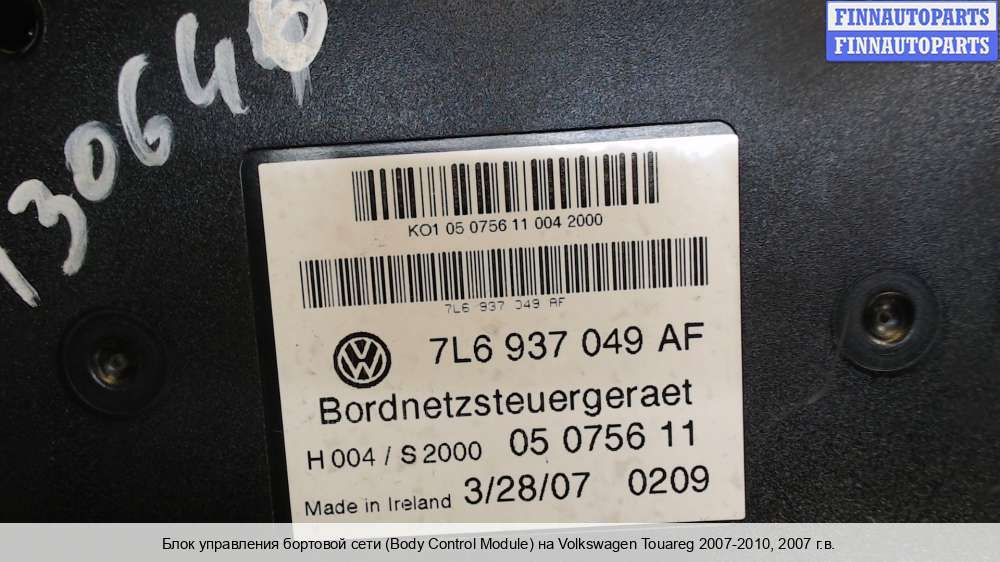 FINNAUTOPARTS
FINNAUTOPARTS
KO1 05 0756 11 004 2000
7L6 937 049 AF
7L6 937 049 AF
Bordnetzsteuergeraet
H 004 / S 2000 05 0756 11
Made in Ireland 3/28/07 0209
Блок управления бортовой сети (Body Control Module) на Volkswagen Touareg 2007-2010, 2007 г.в.